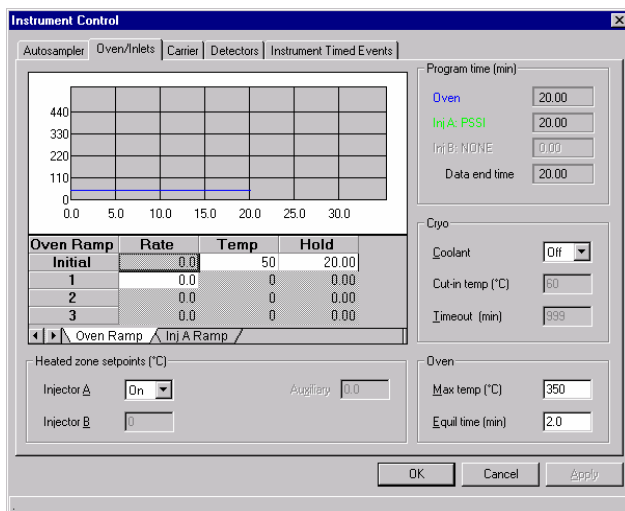 Instrument Control
Autosampler Oven/Inlets Carrier Detectors Instrument Timed Events
Program time (min)
Oven 20.00
Inj A: PSSI 20.00
Inj B: NONE 0.00
Data end time 20.00
440
330
220
110
0
0.0 5.0 10.0 15.0 20.0 25.0 30.0
Oven Ramp Rate Temp Hold
Initial 0.0 50 20.00
1 0.0 0 0.00
2 0.0 0 0.00
3 0.0 0 0.00
Oven Ramp Inj A Ramp
Cryo
Coolant Off
Cut-in temp (°C) 60
Timeout (min) 999
Heated zone setpoints (°C)
Injector A On Auxiliary 0.0
Injector B 0
Oven
Max temp (°C) 350
Equil time (min) 2.0
OK Cancel Apply